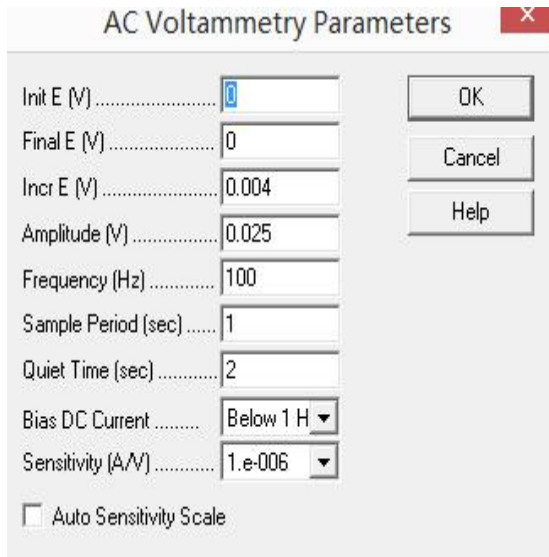 AC Voltammetry Parameters X
Init E (V) ........................ 0 OK
Final E (V) ...................... 0 Cancel
Incr E (V) ....................... 0.004 Help
Amplitude (V) ................. 0.025
Frequency (Hz) ............. 100
Sample Period (sec) ...... 1
Quiet Time (sec) ............ 2
Bias DC Current ......... Below 1 H
Sensitivity (A/V) ............ 1.e-006
Auto Sensitivity Scale